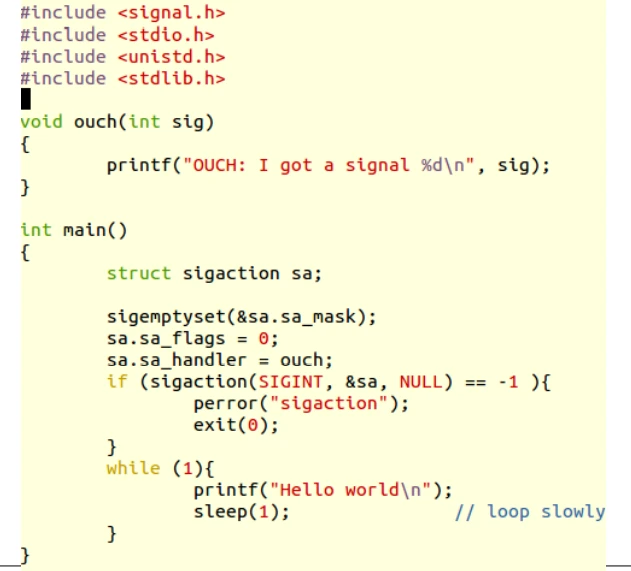 #include <signal.h>
#include <stdio.h>
#include <unistd.h>
#include <stdlib.h>
void ouch(int sig)
{
        printf("OUCH: I got a signal %d\n", sig);
}
int main()
{
        struct sigaction sa;
        sigemptyset(&sa.sa_mask);
        sa.sa_flags = 0;
        sa.sa_handler = ouch;
        if (sigaction(SIGINT, &sa, NULL) == -1 ){
                perror("sigaction");
                exit(0);
        }
        while (1){
                printf("Hello world\n");
                sleep(1);               // loop slowly
        }
}